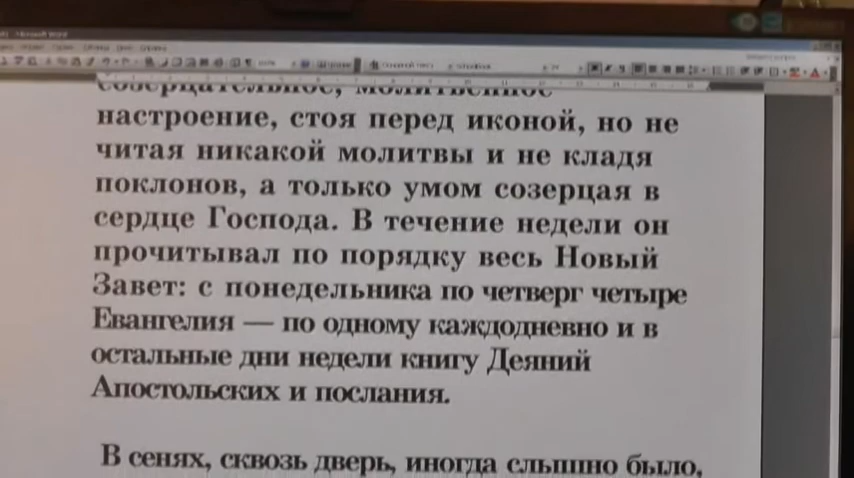 созерцательное, молитвенное
настроение, стоя перед иконой, но не
читая никакой молитвы и не кладя
поклонов, а только умом созерцая в
сердце Господа. В течение недели он
прочитывал по порядку весь Новый
Завет: с понедельника по четверг четыре
Евангелия — по одному каждодневно и в
остальные дни недели книгу Деяний
Апостольских и послания.
В сенях, сквозь дверь, иногда слышно было,